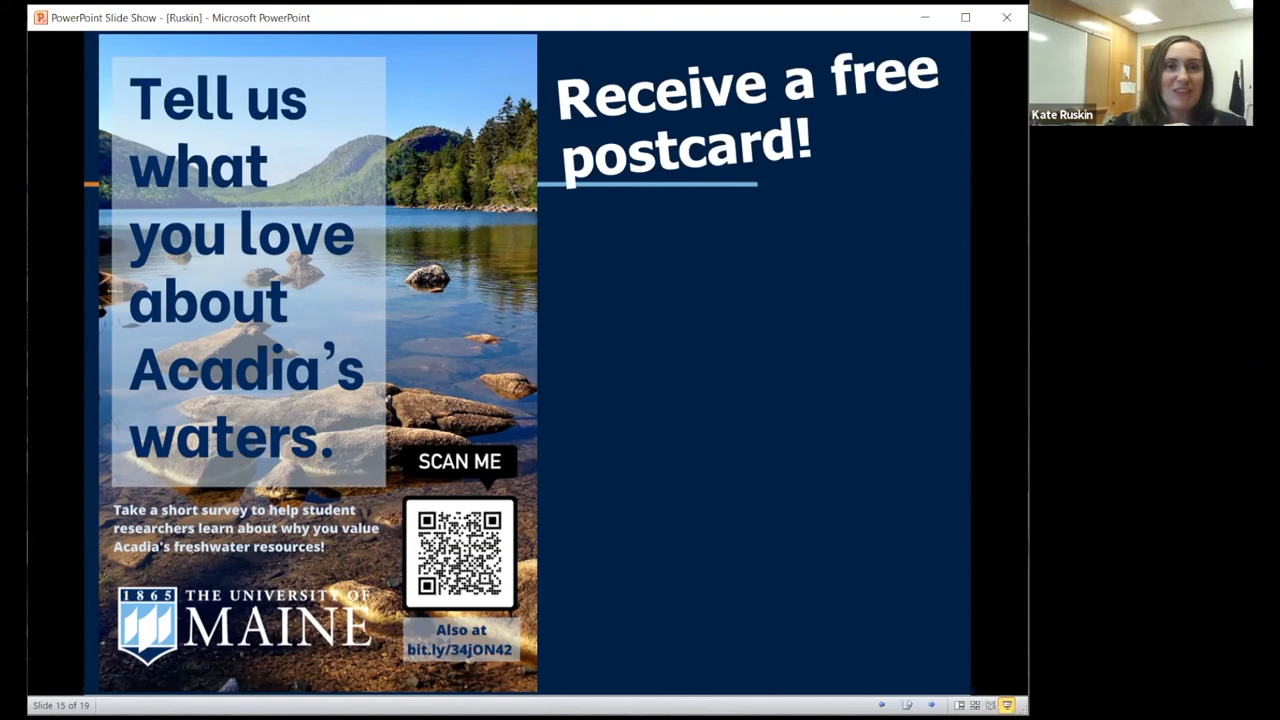 PowerPoint Slide Show - [Ruskin] - Microsoft PowerPoint
Tell us
what
you love
about
Acadia's
waters.
SCAN ME
Take a short survey to help student
researchers learn about why you value
Acadia's freshwater resources!
1865 THE UNIVERSITY OF
MAINE
Also at
bit.ly/34jON42
Receive a free
postcard!
Kate Ruskin
Slide 15 of 19